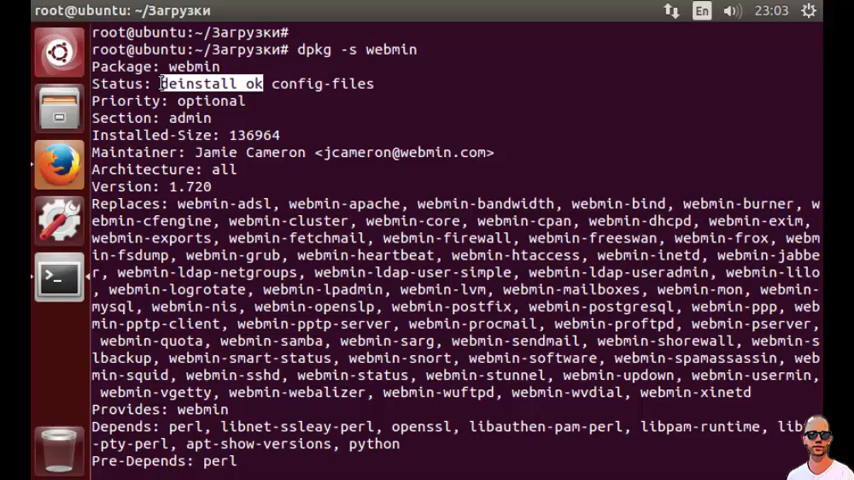 root@ubuntu: ~/Загрузки
En
23:03
root@ubuntu:~/Загрузки#
root@ubuntu:~/Загрузки# dpkg -s webmin
Package: webmin
Status: deinstall ok config-files
Priority: optional
Section: admin
Installed-Size: 136964
Maintainer: Jamie Cameron <jcameron@webmin.com>
Architecture: all
Version: 1.720
Replaces: webmin-adsl, webmin-apache, webmin-bandwidth, webmin-bind, webmin-burner, w
ebmin-cfengine, webmin-cluster, webmin-core, webmin-cpan, webmin-dhcpd, webmin-exim,
webmin-exports, webmin-fetchmail, webmin-firewall, webmin-freeswan, webmin-frox, webm
in-fsdump, webmin-grub, webmin-heartbeat, webmin-htaccess, webmin-inetd, webmin-jabbe
r, webmin-ldap-netgroups, webmin-ldap-user-simple, webmin-ldap-useradmin, webmin-lilo
, webmin-logrotate, webmin-lpadmin, webmin-lvm, webmin-mailboxes, webmin-mon, webmin-
mysql, webmin-nis, webmin-openslp, webmin-postfix, webmin-postgresql, webmin-ppp, web
min-pptp-client, webmin-pptp-server, webmin-procmail, webmin-proftpd, webmin-pserver,
webmin-quota, webmin-samba, webmin-sarg, webmin-sendmail, webmin-shorewall, webmin-s
lbackup, webmin-smart-status, webmin-snort, webmin-software, webmin-spamassassin, web
min-squid, webmin-sshd, webmin-status, webmin-stunnel, webmin-updown, webmin-usermin,
webmin-vgetty, webmin-webalizer, webmin-wuftpd, webmin-wvdial, webmin-xinetd
Provides: webmin
Depends: perl, libnet-ssleay-perl, openssl, libauthen-pam-perl, libpam-runtime, lib
-pty-perl, apt-show-versions, python
Pre-Depends: perl